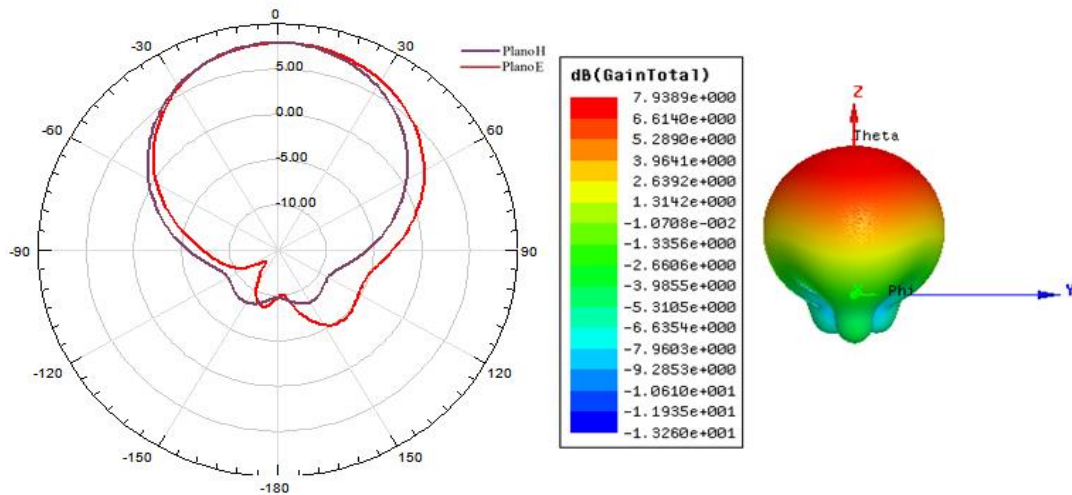 0
30
60
90
120
150
-180
-150
-120
-90
-60
-30
5.00
0.00
-5.00
-10.00
PlanoH
PlanoE
dB(GainTotal)
7.9389e+000
6.6140e+000
5.2890e+000
3.9641e+000
2.6392e+000
1.3142e+000
-1.0708e-002
-1.3356e+000
-2.6606e+000
-3.9855e+000
-5.3105e+000
-6.6354e+000
-7.9603e+000
-9.2853e+000
-1.0610e+001
-1.1935e+001
-1.3260e+001
Z
Theta
X
Phi
Y